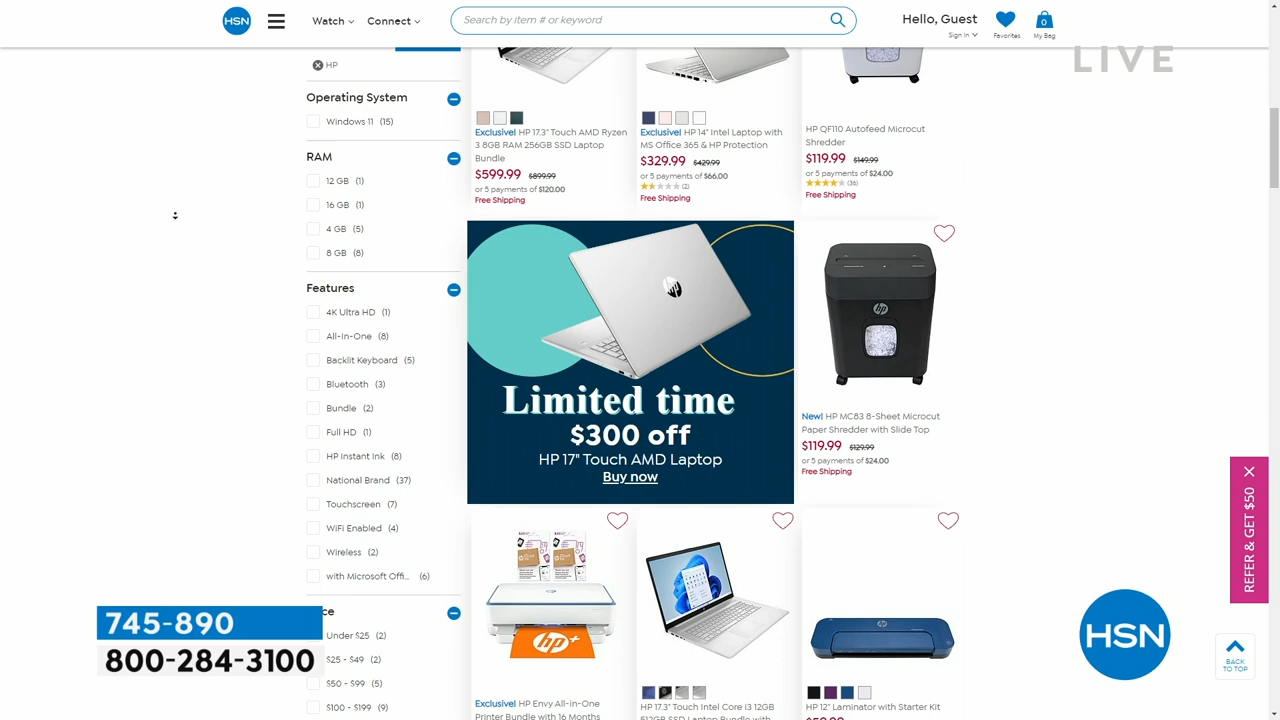 HSN
Watch
Connect
Search by item # or keyword
Hello, Guest
Sign In
Favorites
0
My Bag
LIVE
HP
Operating System
Windows 11 (15)
RAM
12 GB (1)
16 GB (1)
4 GB (5)
8 GB (8)
Features
4K Ultra HD (1)
All-In-One (8)
Backlit Keyboard (5)
Bluetooth (3)
Bundle (2)
Full HD (1)
HP Instant Ink (8)
National Brand (37)
Touchscreen (7)
WiFi Enabled (4)
Wireless (2)
with Microsoft Offi... (6)
ce
Under $25 (2)
$25 - $49 (2)
$50 - $99 (5)
$100 - $199 (9)
Exclusive! HP 17.3" Touch AMD Ryzen
3 8GB RAM 256GB SSD Laptop
Bundle
$599.99 $899.99
or 5 payments of $120.00
Free Shipping
Exclusive! HP 14" Intel Laptop with
MS Office 365 & HP Protection
$329.99 $429.99
or 5 payments of $66.00
(2)
Free Shipping
HP QF110 Autofeed Microcut
Shredder
$119.99 $149.99
or 5 payments of $24.00
(36)
Free Shipping
hp
Limited time
$300 off
HP 17" Touch AMD Laptop
Buy now
hp
New! HP MC83 8-Sheet Microcut
Paper Shredder with Slide Top
$119.99 $129.99
or 5 payments of $24.00
Free Shipping
hp+
Exclusive! HP Envy All-in-One
Printer Bundle with 16 Months
HP 17.3" Touch Intel Core i3 12GB
512GB SSD Laptop Bundle with
hp
HP 12" Laminator with Starter Kit
REFER & GET $50
745-890
800-284-3100
HSN
BACK
TO TOP